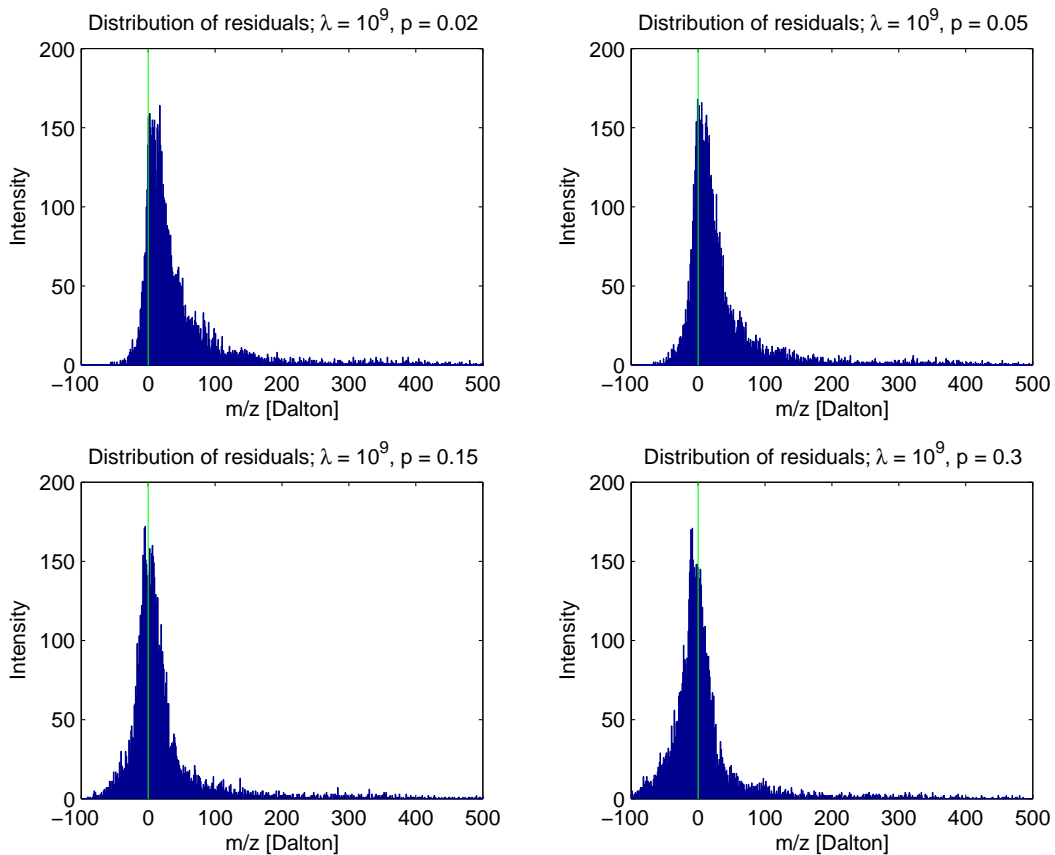 Distribution of residuals; λ = 10⁹, p = 0.02
200
150
100
50
0
Intensity
−100 0 100 200 300 400 500
m/z [Dalton]
Distribution of residuals; λ = 10⁹, p = 0.05
200
150
100
50
0
Intensity
−100 0 100 200 300 400 500
m/z [Dalton]
Distribution of residuals; λ = 10⁹, p = 0.15
200
150
100
50
0
Intensity
−100 0 100 200 300 400 500
m/z [Dalton]
Distribution of residuals; λ = 10⁹, p = 0.3
200
150
100
50
0
Intensity
−100 0 100 200 300 400 500
m/z [Dalton]